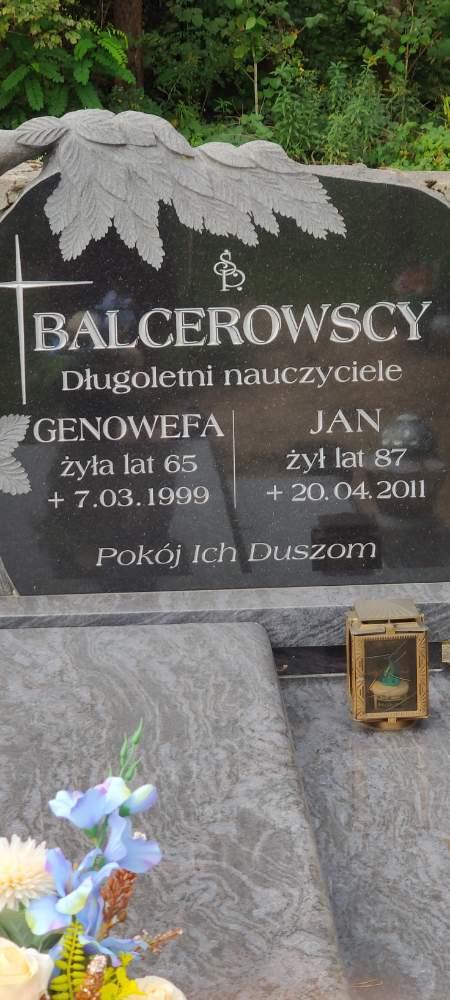 ŚP.
BALCEROWSCY
Długoletni nauczyciele
GENOWEFA
żyła lat 65
+ 7.03.1999
JAN
żył lat 87
+ 20.04.2011
Pokój Ich Duszom